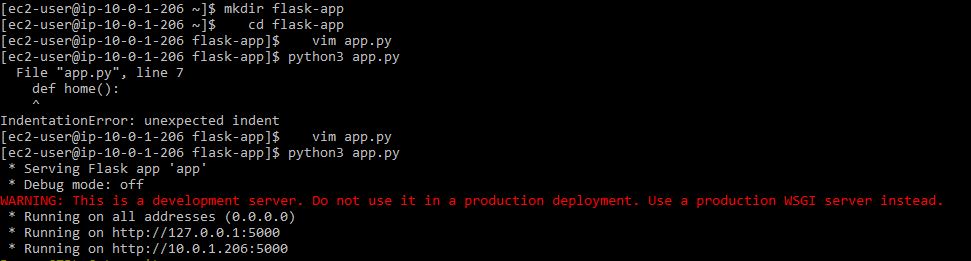 [ec2-user@ip-10-0-1-206 ~]$ mkdir flask-app
[ec2-user@ip-10-0-1-206 ~]$    cd flask-app
[ec2-user@ip-10-0-1-206 flask-app]$    vim app.py
[ec2-user@ip-10-0-1-206 flask-app]$ python3 app.py
  File "app.py", line 7
    def home():
    ^
IndentationError: unexpected indent
[ec2-user@ip-10-0-1-206 flask-app]$    vim app.py
[ec2-user@ip-10-0-1-206 flask-app]$ python3 app.py
 * Serving Flask app 'app'
 * Debug mode: off
WARNING: This is a development server. Do not use it in a production deployment. Use a production WSGI server instead.
 * Running on all addresses (0.0.0.0)
 * Running on http://127.0.0.1:5000
 * Running on http://10.0.1.206:5000